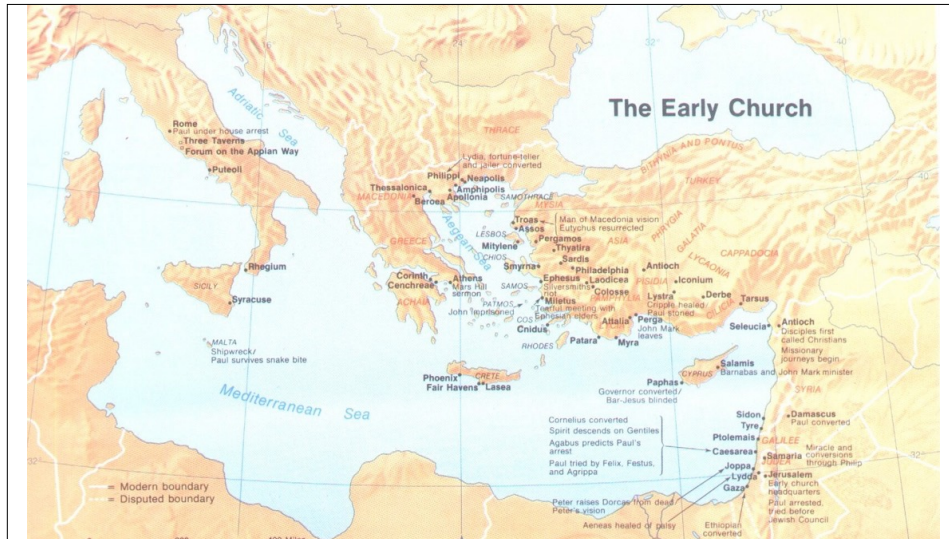 The Early Church
Adriatic Sea
Aegean Sea
Mediterranean Sea
24
32
40
40
32
32
Rome
Paul under house arrest
Three Taverns
Forum on the Appian Way
Puteoli
Rhegium
SICILY
Syracuse
MALTA
Shipwreck/
Paul survives snake bite
THRACE
Lydia, fortune-teller
and jailer converted
Philippi
Neapolis
Amphipolis
Apollonia
Thessalonica
Beroea
MACEDONIA
SAMOTHRACE
GREECE
Corinth
Cenchreae
Athens
Mars Hill
sermon
ACHAIA
MYSIA
Troas
Man of Macedonia vision
Eutychus resurrected
Assos
LESBOS
Mitylene
CHIOS
Pergamos
Thyatira
ASIA
Sardis
Smyrna
Philadelphia
Ephesus
Silversmiths
riot
Laodicea
Colosse
SAMOS
PATMOS
John Imprisoned
Miletus
Tearful meeting with
Ephesian elders
COS
Cnidus
RHODES
BITHYNIA AND PONTUS
TURKEY
PHRYGIA
GALATIA
LYCAONIA
CAPPADOCIA
Antioch
PISIDIA
Iconium
Lystra
Cripple healed
Paul stoned
Derbe
CILICIA
Tarsus
PAMPHYLIA
Attalia
Perga
John Mark
leaves
Patara
Myra
Seleucia
Antioch
Disciples first
called Christians
Missionary
journeys begin
Phoenix
CRETE
Fair Havens
Lasea
CYPRUS
Salamis
Barnabas and John Mark minister
Paphas
Governor converted/
Bar-Jesus blinded
SYRIA
Sidon
Damascus
Paul converted
Tyre
Ptolemais
GALILEE
Cornelius converted
Spirit descends on Gentiles
Agabus predicts Paul's
arrest
Paul tried by Felix, Festus,
and Agrippa
Caesarea
Samaria
Miracle and
conversions
through Philip
Joppa
JUDEA
Lydda
Jerusalem
Early church
headquarters
Paul arrested,
tried before
Jewish Council
Gaza
Peter raises Dorcas from dead
Peter's vision
Aeneas healed of palsy
Ethiopian
converted
Modern boundary
Disputed boundary